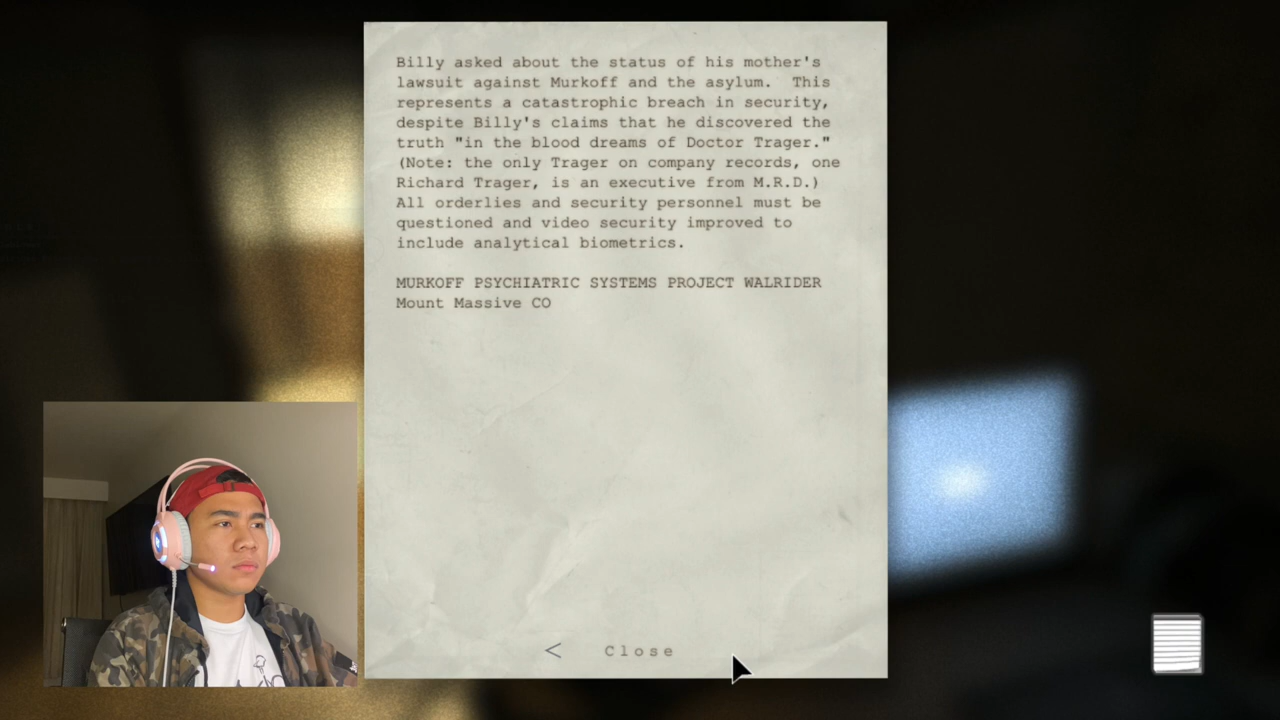 Billy asked about the status of his mother's
lawsuit against Murkoff and the asylum.  This
represents a catastrophic breach in security,
despite Billy's claims that he discovered the
truth "in the blood dreams of Doctor Trager."
(Note: the only Trager on company records, one
Richard Trager, is an executive from M.R.D.)
All orderlies and security personnel must be
questioned and video security improved to
include analytical biometrics.

MURKOFF PSYCHIATRIC SYSTEMS PROJECT WALRIDER
Mount Massive CO
< Close